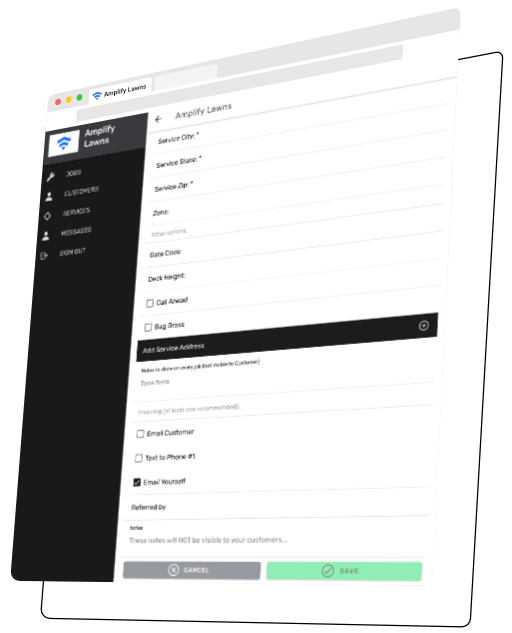 Amplify Lawns
Amplify Lawns
Amplify
Lawns
JOBS
CUSTOMERS
SERVICES
MESSAGES
SIGN OUT
Service City: *
Service State: *
Service Zip: *
Zone:
Other options
Gate Code:
Deck Height:
Call Ahead
Bag Grass
Add Service Address
Notes to show on every job (Not visible to Customer)
Type here
Invoicing (at least one recommended):
Email Customer
Text to Phone #1
Email Yourself
Referred by
Notes
These notes will NOT be visible to your customers...
CANCEL
SAVE